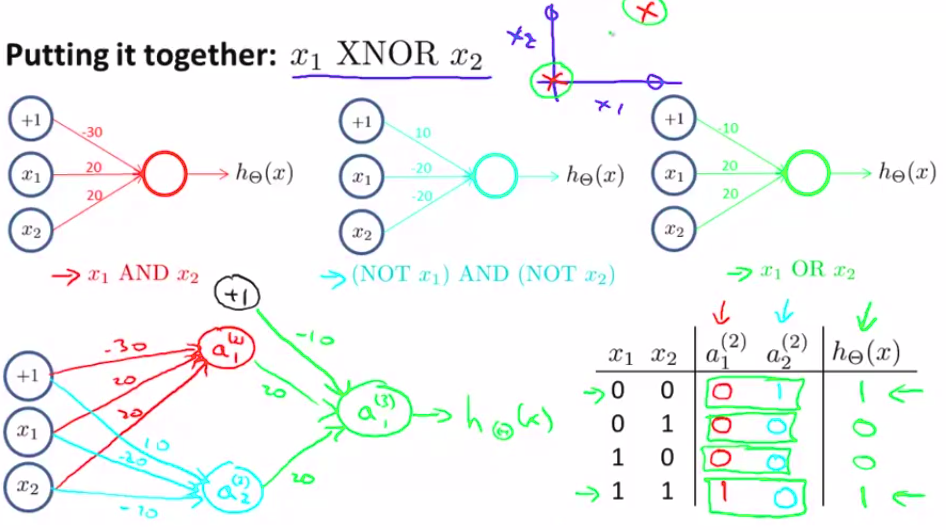 Putting it together: x₁ XNOR x₂
x₂
x₁
+1 -30
x₁ 20 hΘ(x)
x₂ 20
→ x₁ AND x₂
+1 10
x₁ -20 hΘ(x)
x₂ -20
→ (NOT x₁) AND (NOT x₂)
+1 -10
x₁ 20 hΘ(x)
x₂ 20
→ x₁ OR x₂
+1
-10
-30
+1
20
20
20
x₁
10
-20
x₂
20
a₁⁽³⁾ → hΘ(x)
x₁ x₂ a₁⁽²⁾ a₂⁽²⁾ hΘ(x)
→ 0 0 0 1 1 ←
0 1 0 0 0
1 0 0 0 0
→ 1 1 1 0 1 ←